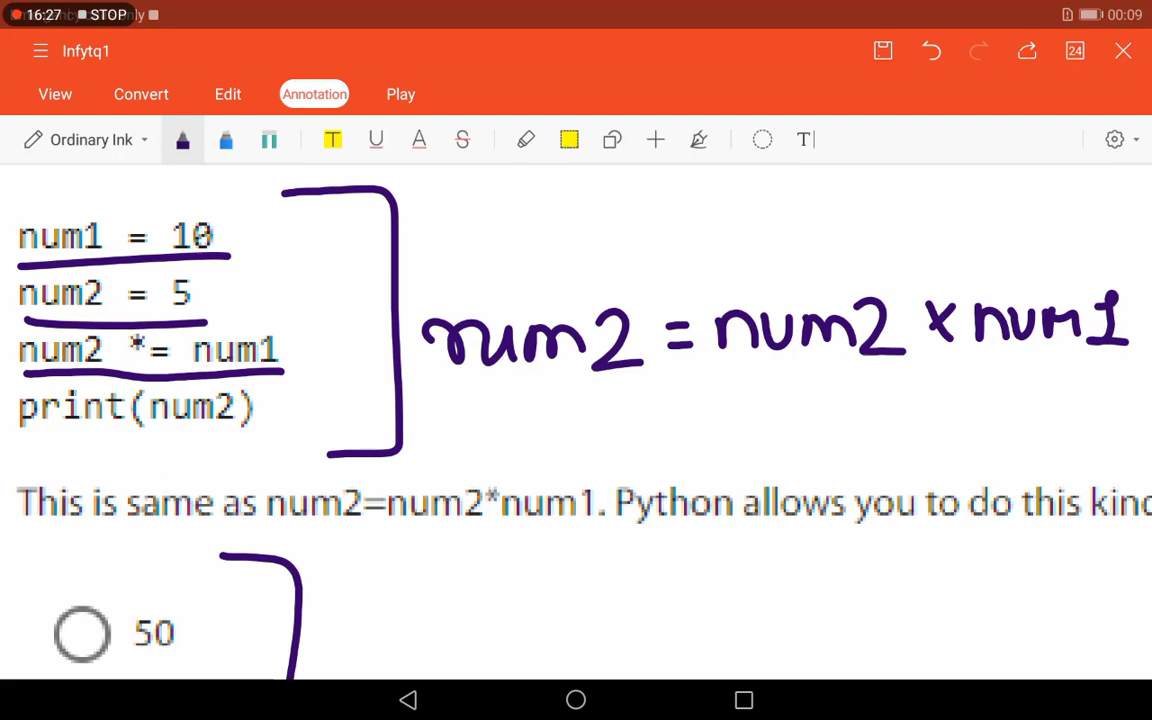 16:27 STOP nly 00:09
Infytq1 24
View Convert Edit Annotation Play
Ordinary Ink T U A S T
num1 = 10
num2 = 5
num2 *= num1
print(num2)
num2 = num2 × num1
This is same as num2=num2*num1. Python allows you to do this kind
50